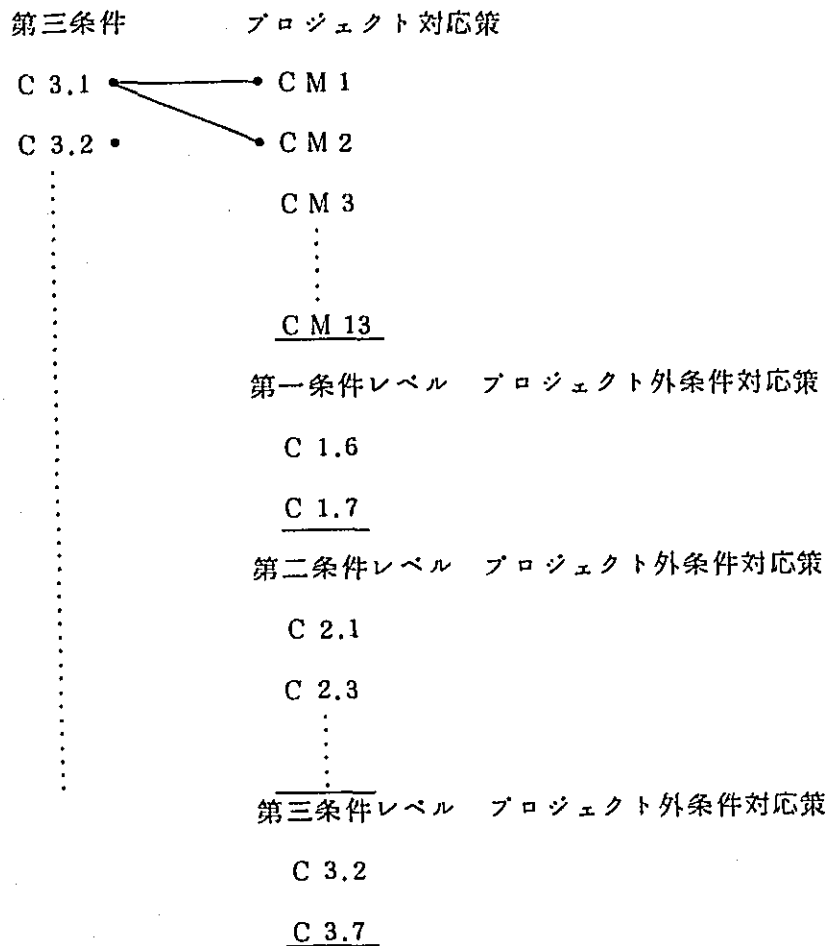 第三条件 プロジェクト対応策
C 3.1 CM 1
C 3.2 CM 2
CM 3
CM 13
第一条件レベル プロジェクト外条件対応策
C 1.6
C 1.7
第二条件レベル プロジェクト外条件対応策
C 2.1
C 2.3
第三条件レベル プロジェクト外条件対応策
C 3.2
C 3.7